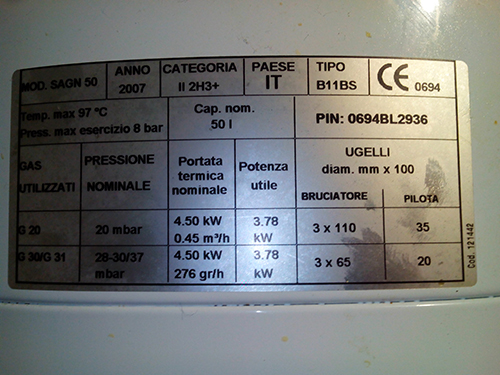 MOD. SAGN 50
ANNO
2007
CATEGORIA
II 2H3+
PAESE
IT
TIPO
B11BS
CE 0694
Temp. max 97 °C
Press. max esercizio 8 bar
Cap. nom.
50 l
PIN: 0694BL2936
GAS
UTILIZZATI
PRESSIONE
NOMINALE
Portata
termica
nominale
Potenza
utile
UGELLI
diam. mm x 100
BRUCIATORE
PILOTA
G 20
20 mbar
4.50 kW
0.45 m³/h
3.78
kW
3 x 110
35
G 30/G 31
28-30/37
mbar
4.50 kW
276 gr/h
3.78
kW
3 x 65
20
Cod. 121442